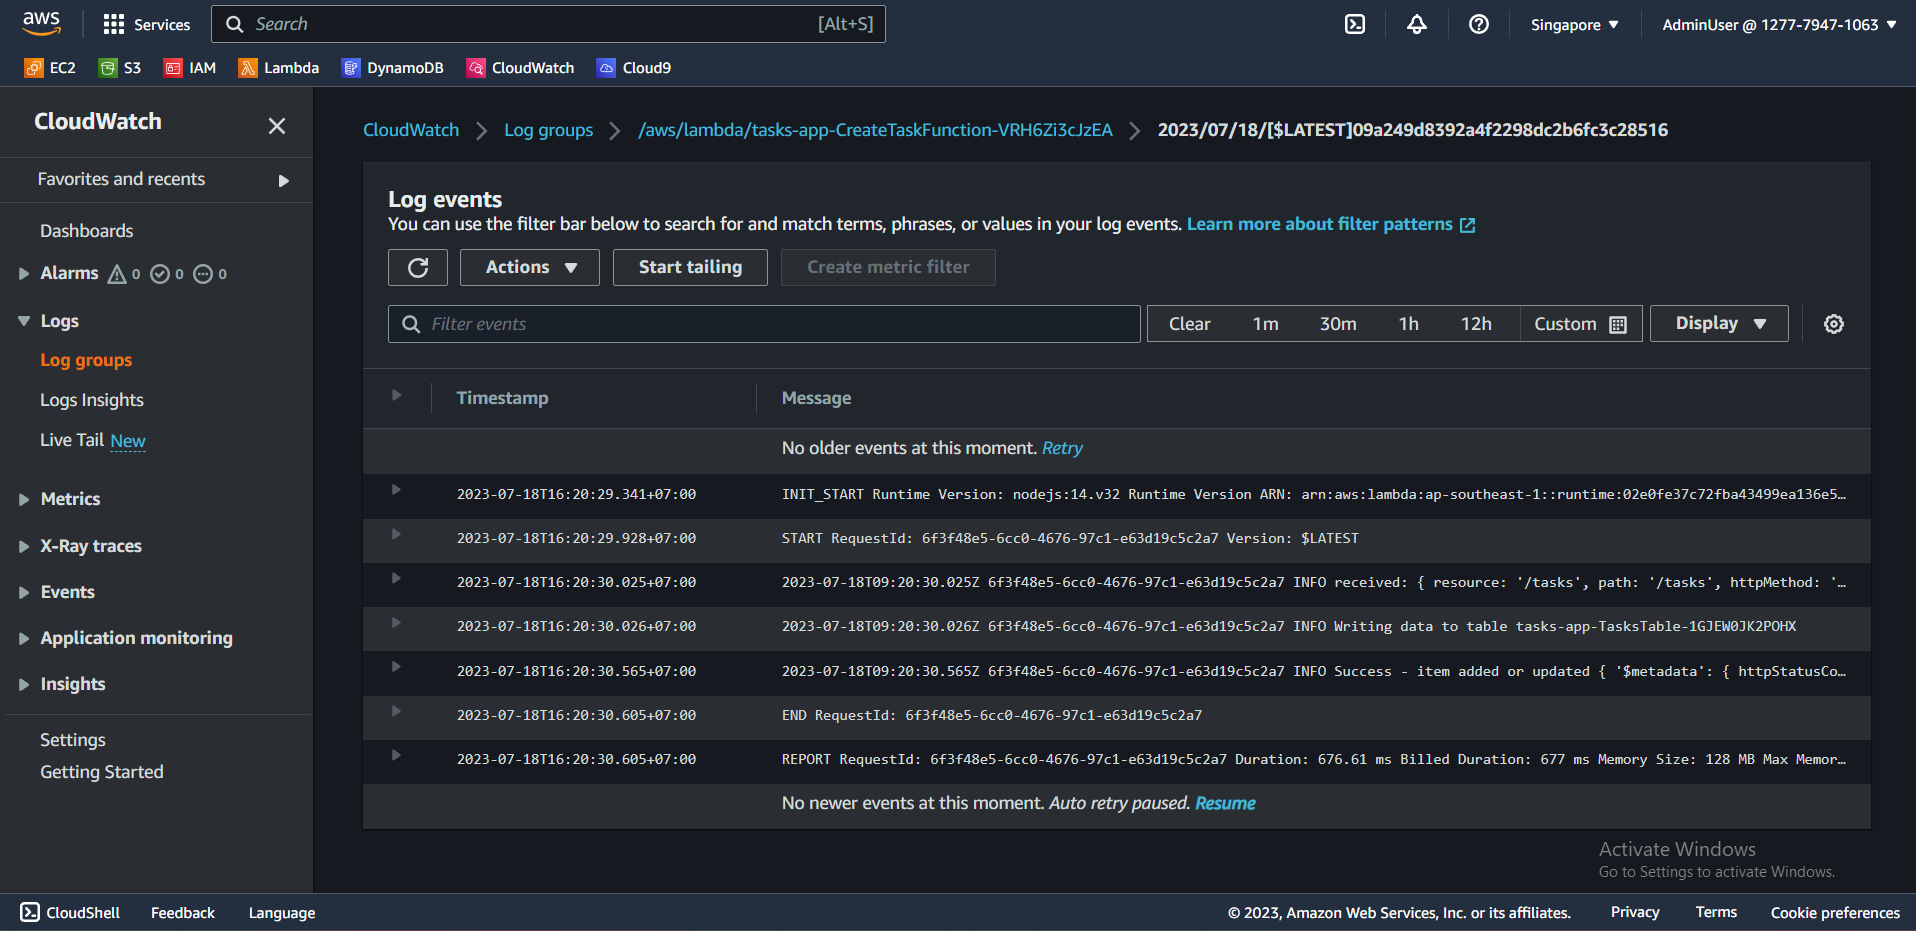 aws Services Search [Alt+S] Singapore AdminUser @ 1277-7947-1063
EC2 S3 IAM Lambda DynamoDB CloudWatch Cloud9
CloudWatch
Favorites and recents
Dashboards
Alarms 0 0 0
Logs
Log groups
Logs Insights
Live Tail New
Metrics
X-Ray traces
Events
Application monitoring
Insights
Settings
Getting Started
CloudWatch Log groups /aws/lambda/tasks-app-CreateTaskFunction-VRH6Zi3cJzEA 2023/07/18/[$LATEST]09a249d8392a4f2298dc2b6fc3c28516
Log events
You can use the filter bar below to search for and match terms, phrases, or values in your log events. Learn more about filter patterns
Actions Start tailing Create metric filter
Filter events Clear 1m 30m 1h 12h Custom Display
Timestamp Message
No older events at this moment. Retry
2023-07-18T16:20:29.341+07:00 INIT_START Runtime Version: nodejs:14.v32 Runtime Version ARN: arn:aws:lambda:ap-southeast-1::runtime:02e0fe37c72fba43499ea136e5…
2023-07-18T16:20:29.928+07:00 START RequestId: 6f3f48e5-6cc0-4676-97c1-e63d19c5c2a7 Version: $LATEST
2023-07-18T16:20:30.025+07:00 2023-07-18T09:20:30.025Z 6f3f48e5-6cc0-4676-97c1-e63d19c5c2a7 INFO received: { resource: '/tasks', path: '/tasks', httpMethod: '…
2023-07-18T16:20:30.026+07:00 2023-07-18T09:20:30.026Z 6f3f48e5-6cc0-4676-97c1-e63d19c5c2a7 INFO Writing data to table tasks-app-TasksTable-1GJEW0JK2POHX
2023-07-18T16:20:30.565+07:00 2023-07-18T09:20:30.565Z 6f3f48e5-6cc0-4676-97c1-e63d19c5c2a7 INFO Success - item added or updated { '$metadata': { httpStatusCo…
2023-07-18T16:20:30.605+07:00 END RequestId: 6f3f48e5-6cc0-4676-97c1-e63d19c5c2a7
2023-07-18T16:20:30.605+07:00 REPORT RequestId: 6f3f48e5-6cc0-4676-97c1-e63d19c5c2a7 Duration: 676.61 ms Billed Duration: 677 ms Memory Size: 128 MB Max Memor…
No newer events at this moment. Auto retry paused. Resume
Activate Windows
Go to Settings to activate Windows.
CloudShell Feedback Language © 2023, Amazon Web Services, Inc. or its affiliates. Privacy Terms Cookie preferences